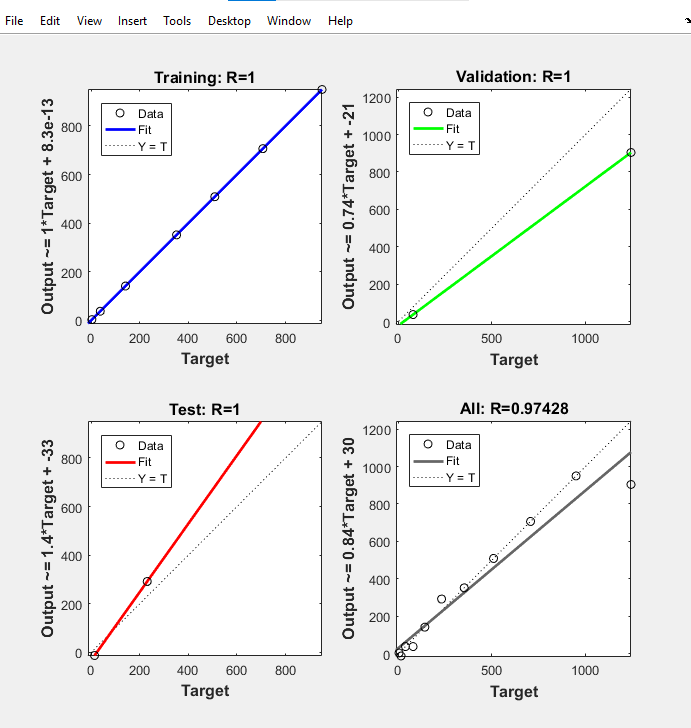 File Edit View Insert Tools Desktop Window Help
Training: R=1
Output ~= 1*Target + 8.3e-13
Data
Fit
Y = T
800
600
400
200
0
0 200 400 600 800
Target
Validation: R=1
Output ~= 0.74*Target + -21
Data
Fit
Y = T
1200
1000
800
600
400
200
0
0 500 1000
Target
Test: R=1
Output ~= 1.4*Target + -33
Data
Fit
Y = T
800
600
400
200
0
0 200 400 600 800
Target
All: R=0.97428
Output ~= 0.84*Target + 30
Data
Fit
Y = T
1200
1000
800
600
400
200
0
0 500 1000
Target